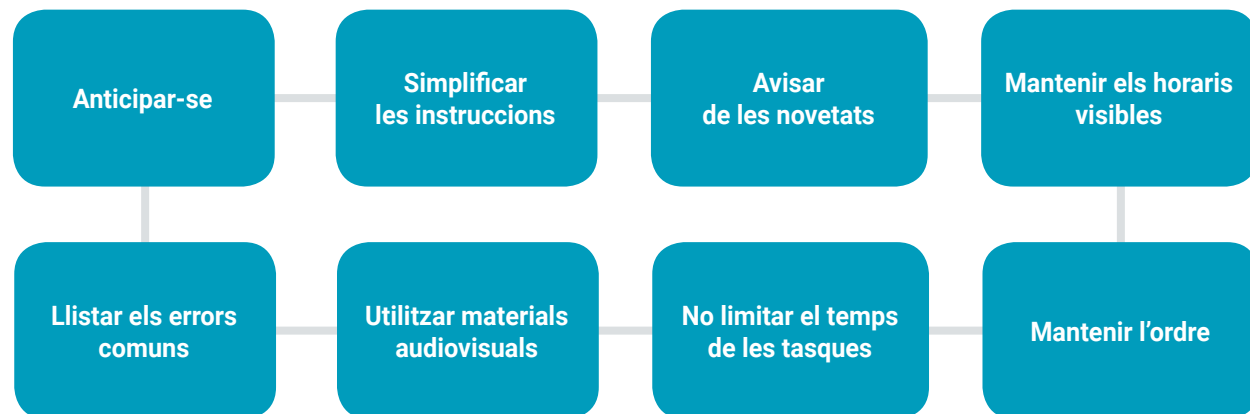 Anticipar-se
Simplificar
les instruccions
Avisar
de les novetats
Mantenir els horaris
visibles
Llistar els errors
comuns
Utilitzar materials
audiovisuals
No limitar el temps
de les tasques
Mantenir l’ordre